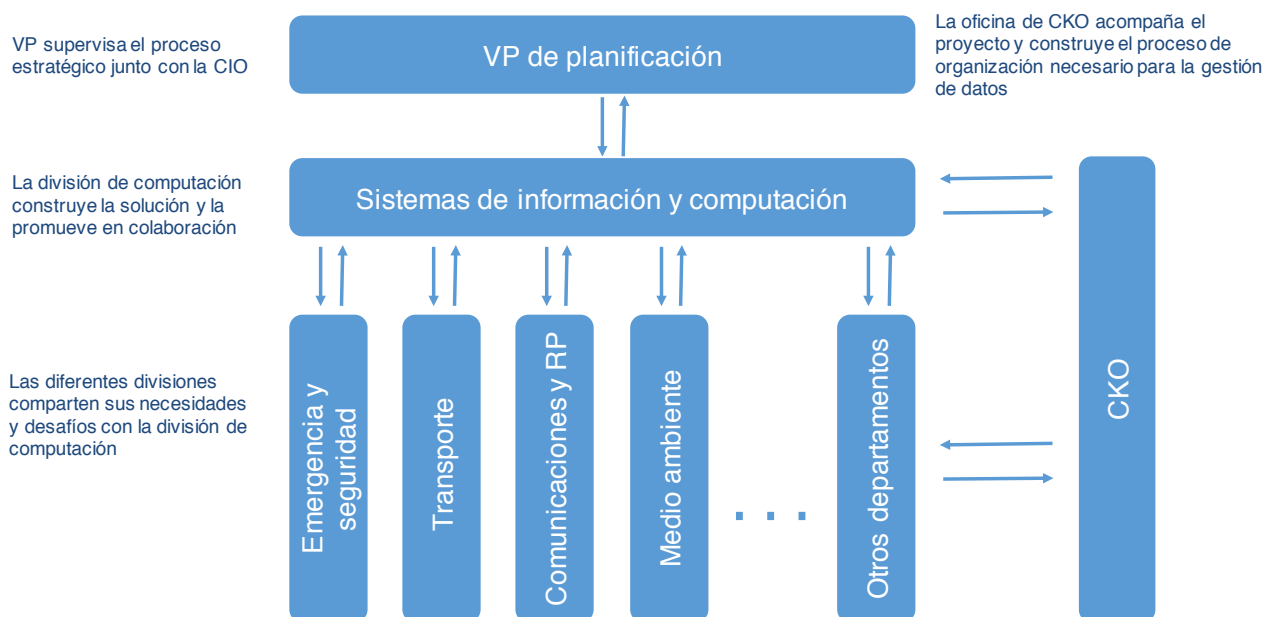 VP supervisa el proceso
estratégico junto con la CIO
VP de planificación
La oficina de CKO acompaña el
proyecto y construye el proceso de
organización necesario para la gestión
de datos
La división de computación
construye la solución y la
promueve en colaboración
Sistemas de información y computación
Las diferentes divisiones
comparten sus necesidades
y desafíos con la división de
computación
Emergencia y
seguridad
Transporte
Comunicaciones y RP
Medio ambiente
. . .
Otros departamentos
CKO